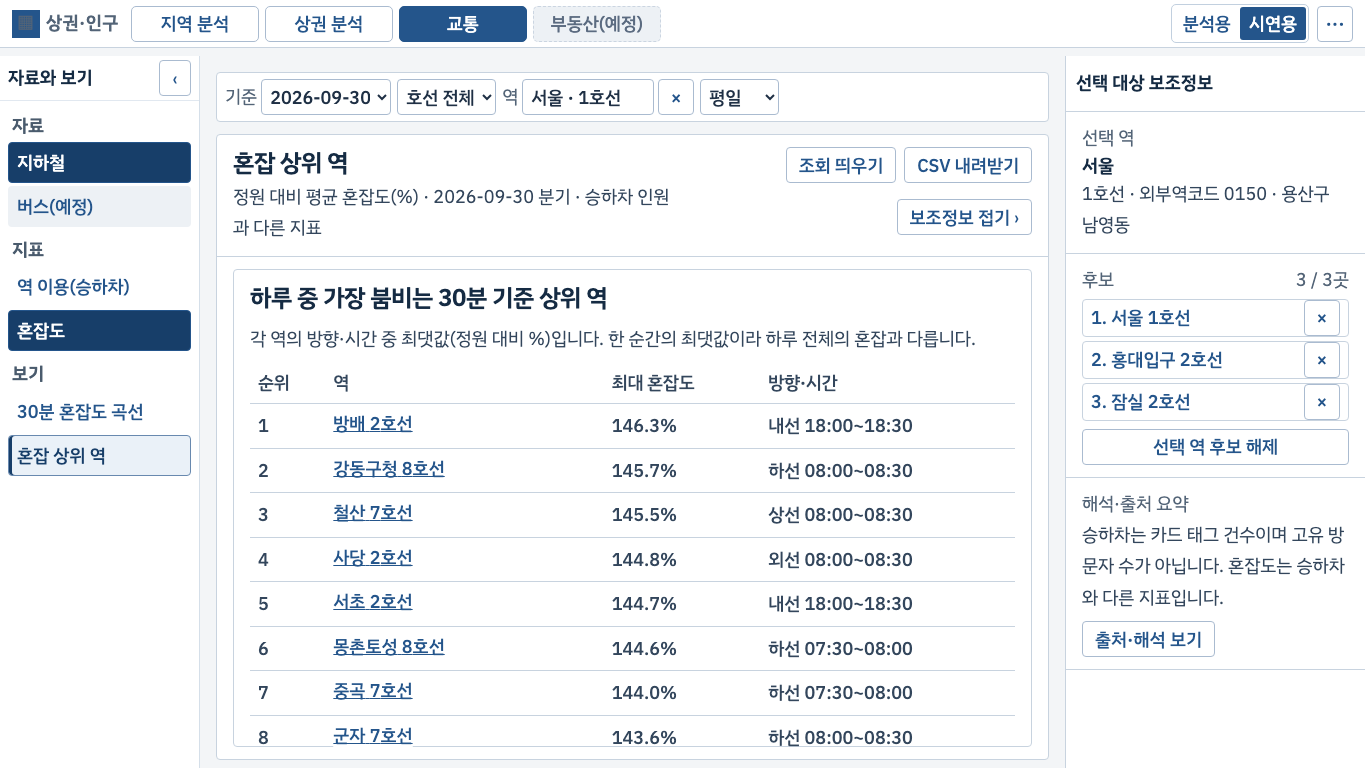 상권·인구 지역 분석 상권 분석 교통 부동산(예정) 분석용 시연용 ···
자료와 보기 ‹
자료
지하철
버스(예정)
지표
역 이용(승하차)
혼잡도
보기
30분 혼잡도 곡선
혼잡 상위 역
기준 2026-09-30 호선 전체 역 서울 · 1호선 × 평일
혼잡 상위 역
정원 대비 평균 혼잡도(%) · 2026-09-30 분기 · 승하차 인원
과 다른 지표
조회 띄우기 CSV 내려받기
보조정보 접기 ›
하루 중 가장 붐비는 30분 기준 상위 역
각 역의 방향·시간 중 최댓값(정원 대비 %)입니다. 한 순간의 최댓값이라 하루 전체의 혼잡과 다릅니다.
순위 역 최대 혼잡도 방향·시간
1 방배 2호선 146.3% 내선 18:00~18:30
2 강동구청 8호선 145.7% 하선 08:00~08:30
3 철산 7호선 145.5% 상선 08:00~08:30
4 사당 2호선 144.8% 외선 08:00~08:30
5 서초 2호선 144.7% 내선 18:00~18:30
6 몽촌토성 8호선 144.6% 하선 07:30~08:00
7 중곡 7호선 144.0% 하선 07:30~08:00
8 군자 7호선 143.6% 하선 08:00~08:30
선택 대상 보조정보
선택 역
서울
1호선 · 외부역코드 0150 · 용산구
남영동
후보 3 / 3곳
1. 서울 1호선 ×
2. 홍대입구 2호선 ×
3. 잠실 2호선 ×
선택 역 후보 해제
해석·출처 요약
승하차는 카드 태그 건수이며 고유 방
문자 수가 아닙니다. 혼잡도는 승하차
와 다른 지표입니다.
출처·해석 보기